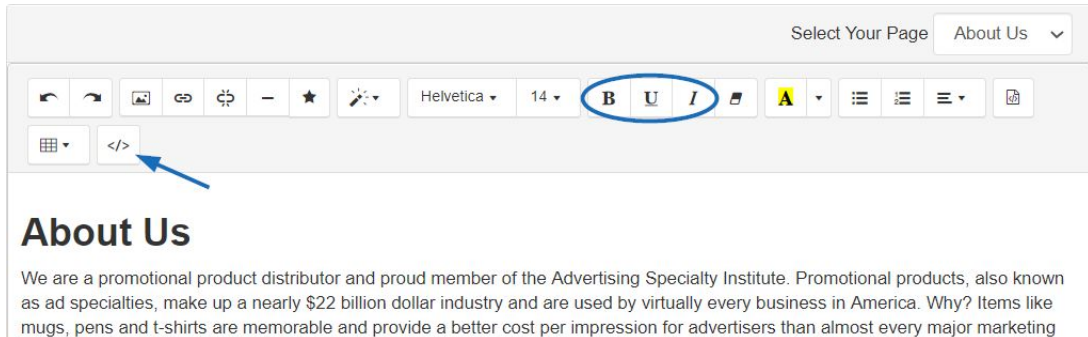 Select Your Page About Us
Helvetica 14 B U I A
</>
About Us
We are a promotional product distributor and proud member of the Advertising Specialty Institute. Promotional products, also known
as ad specialties, make up a nearly $22 billion dollar industry and are used by virtually every business in America. Why? Items like
mugs, pens and t-shirts are memorable and provide a better cost per impression for advertisers than almost every major marketing